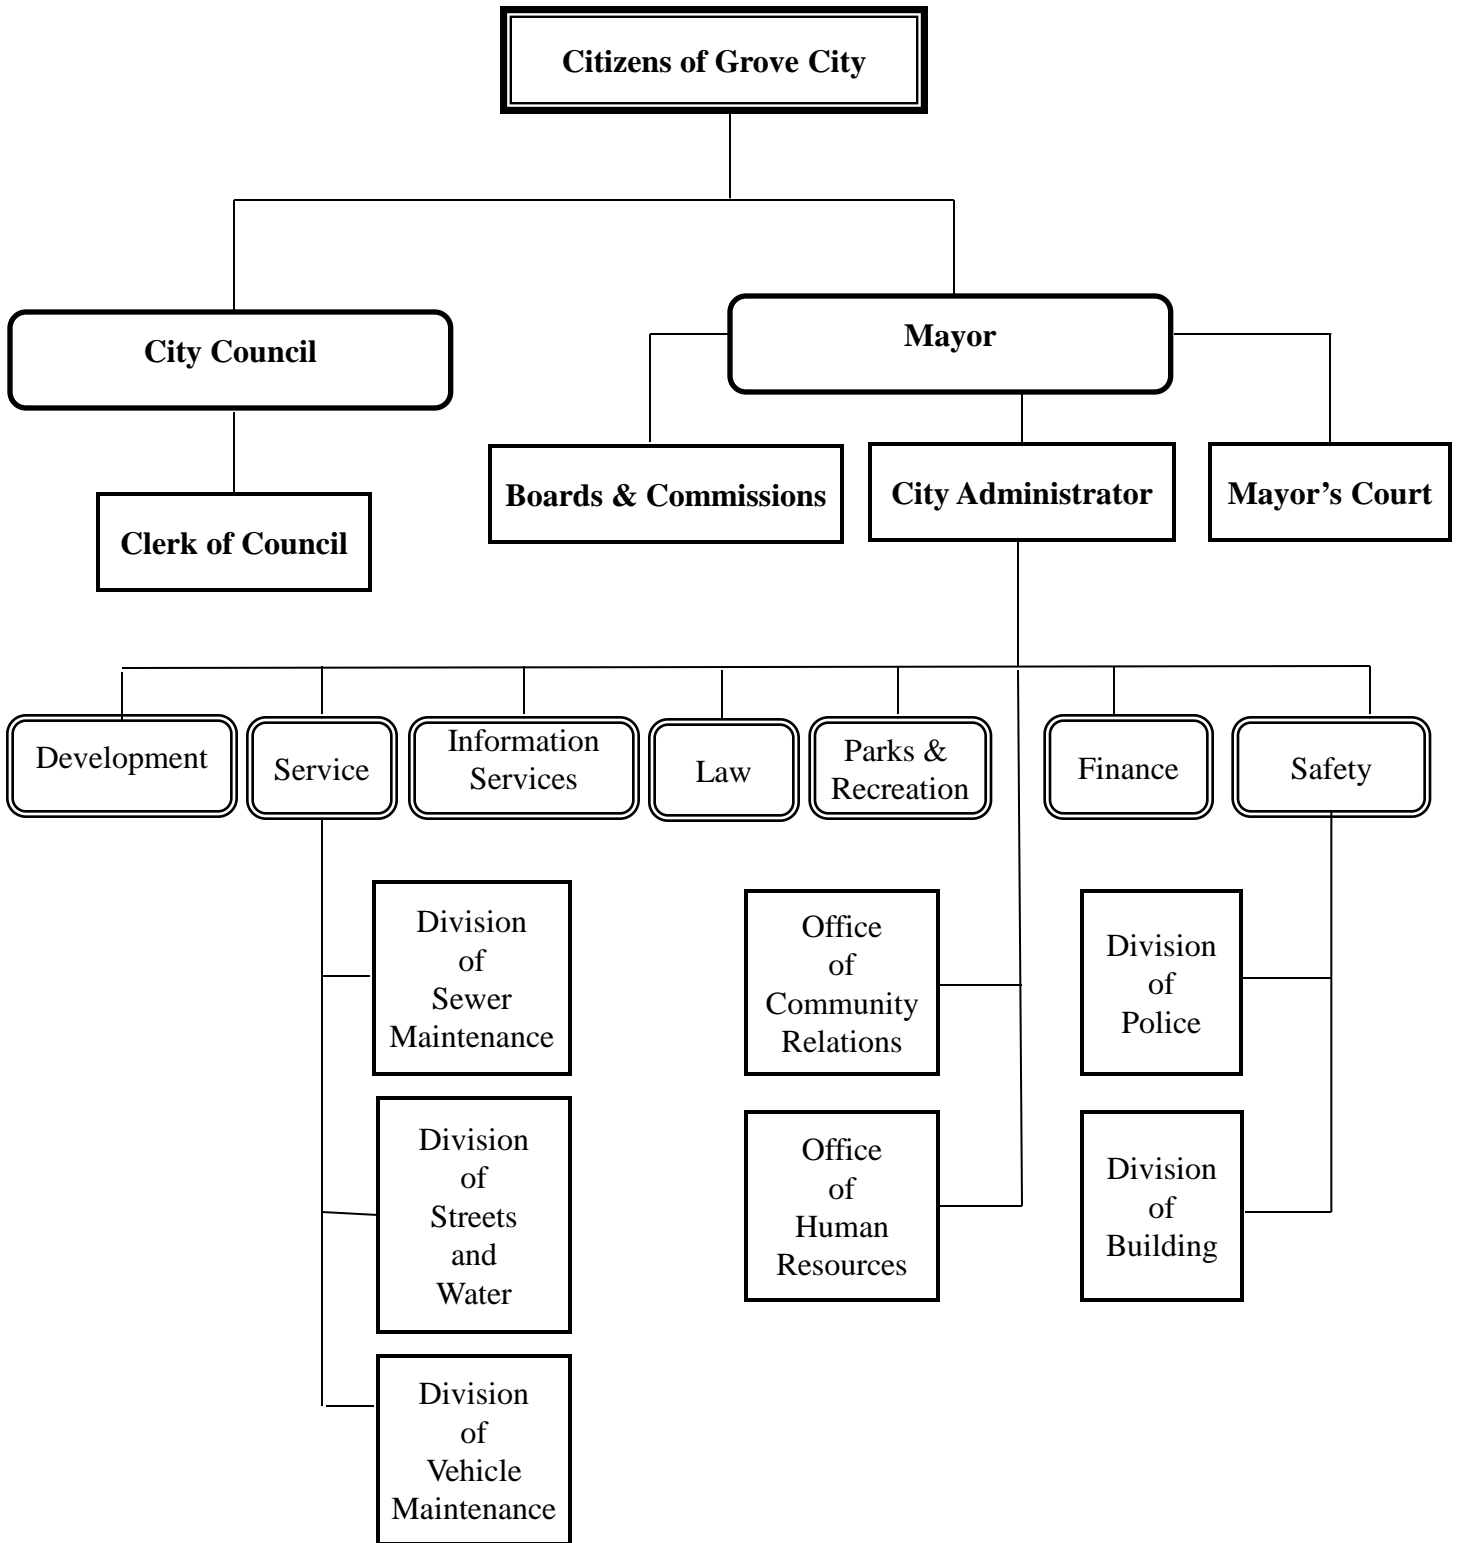 Citizens of Grove City
City Council
Mayor
Clerk of Council
Boards & Commissions
City Administrator
Mayor’s Court
Development
Service
Information
Services
Law
Parks &
Recreation
Finance
Safety
Division
of
Sewer
Maintenance
Division
of
Streets
and
Water
Division
of
Vehicle
Maintenance
Office
of
Community
Relations
Office
of
Human
Resources
Division
of
Police
Division
of
Building